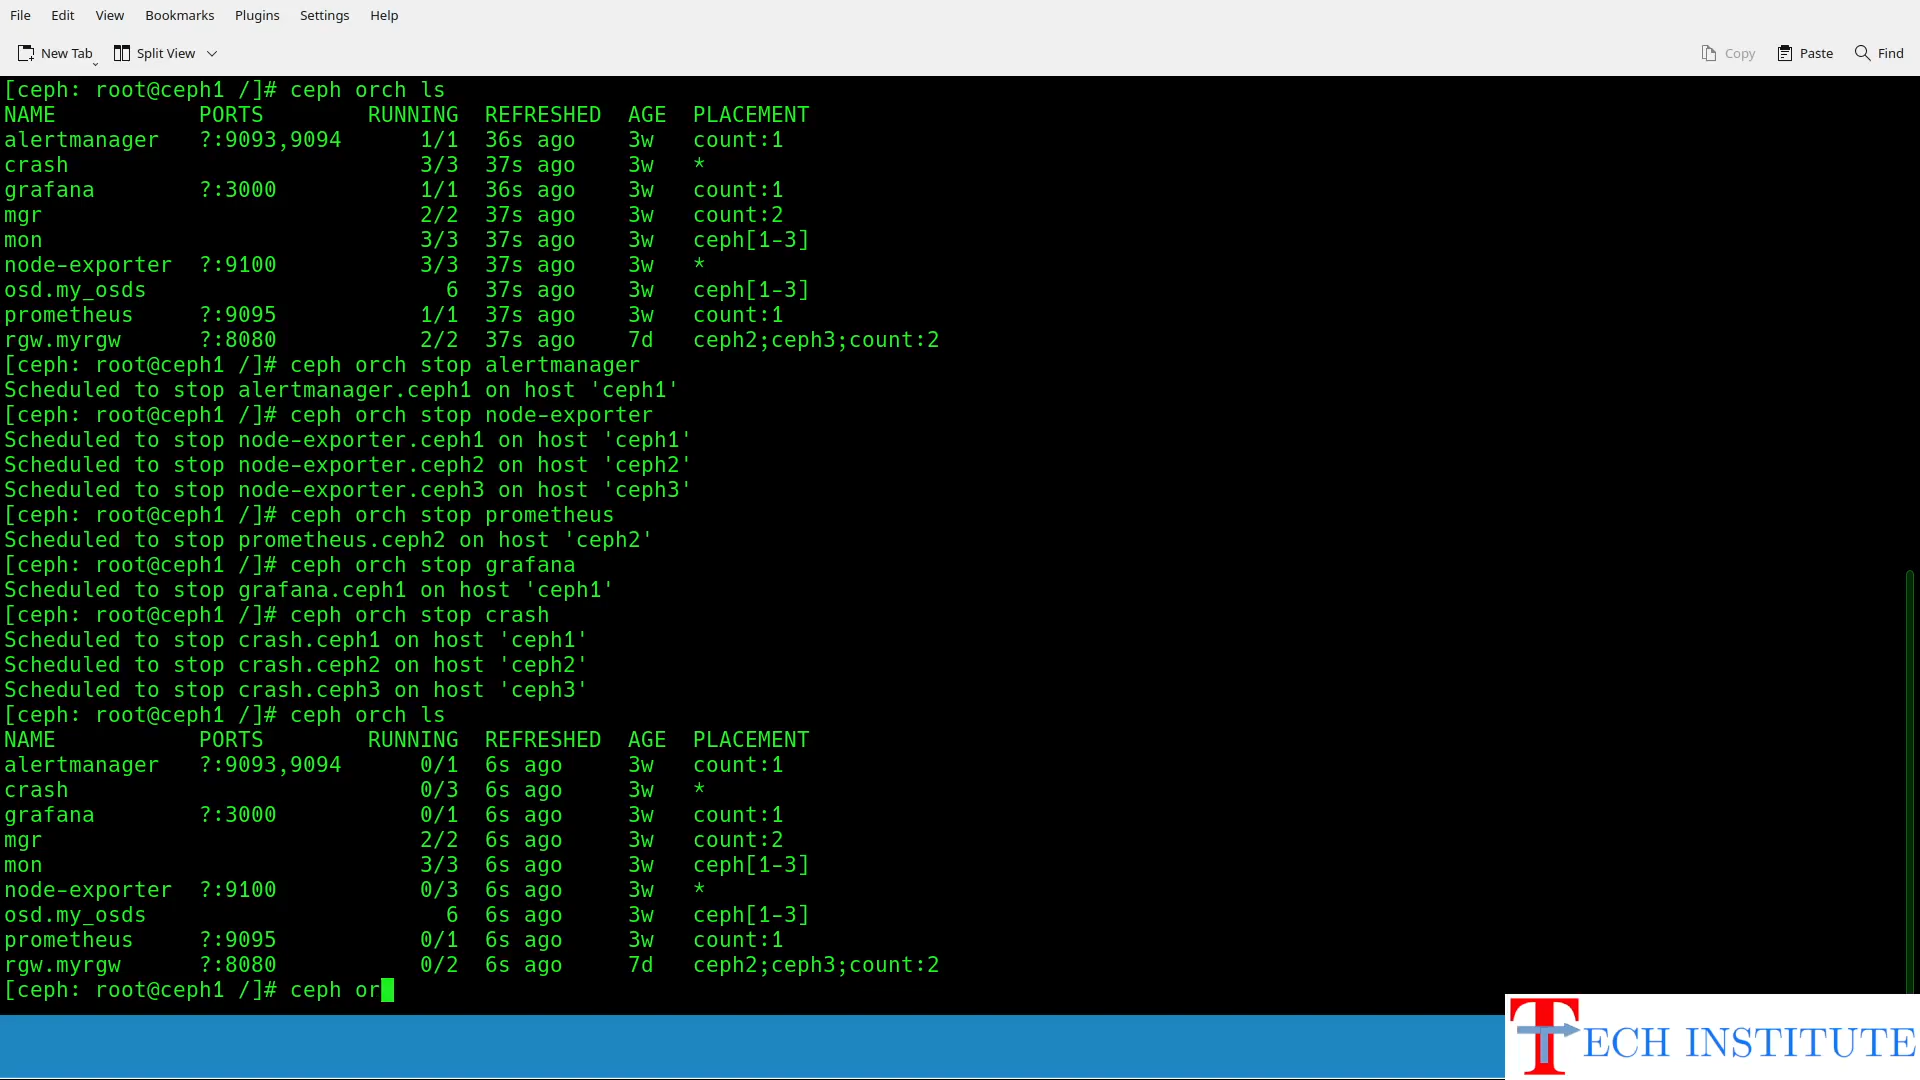 File Edit View Bookmarks Plugins Settings Help
New Tab Split View Copy Paste Find
[ceph: root@ceph1 /]# ceph orch ls
NAME PORTS RUNNING REFRESHED AGE PLACEMENT
alertmanager ?:9093,9094 1/1 36s ago 3w count:1
crash 3/3 37s ago 3w *
grafana ?:3000 1/1 36s ago 3w count:1
mgr 2/2 37s ago 3w count:2
mon 3/3 37s ago 3w ceph[1-3]
node-exporter ?:9100 3/3 37s ago 3w *
osd.my_osds 6 37s ago 3w ceph[1-3]
prometheus ?:9095 1/1 37s ago 3w count:1
rgw.myrgw ?:8080 2/2 37s ago 7d ceph2;ceph3;count:2
[ceph: root@ceph1 /]# ceph orch stop alertmanager
Scheduled to stop alertmanager.ceph1 on host 'ceph1'
[ceph: root@ceph1 /]# ceph orch stop node-exporter
Scheduled to stop node-exporter.ceph1 on host 'ceph1'
Scheduled to stop node-exporter.ceph2 on host 'ceph2'
Scheduled to stop node-exporter.ceph3 on host 'ceph3'
[ceph: root@ceph1 /]# ceph orch stop prometheus
Scheduled to stop prometheus.ceph2 on host 'ceph2'
[ceph: root@ceph1 /]# ceph orch stop grafana
Scheduled to stop grafana.ceph1 on host 'ceph1'
[ceph: root@ceph1 /]# ceph orch stop crash
Scheduled to stop crash.ceph1 on host 'ceph1'
Scheduled to stop crash.ceph2 on host 'ceph2'
Scheduled to stop crash.ceph3 on host 'ceph3'
[ceph: root@ceph1 /]# ceph orch ls
NAME PORTS RUNNING REFRESHED AGE PLACEMENT
alertmanager ?:9093,9094 0/1 6s ago 3w count:1
crash 0/3 6s ago 3w *
grafana ?:3000 0/1 6s ago 3w count:1
mgr 2/2 6s ago 3w count:2
mon 3/3 6s ago 3w ceph[1-3]
node-exporter ?:9100 0/3 6s ago 3w *
osd.my_osds 6 6s ago 3w ceph[1-3]
prometheus ?:9095 0/1 6s ago 3w count:1
rgw.myrgw ?:8080 0/2 6s ago 7d ceph2;ceph3;count:2
[ceph: root@ceph1 /]# ceph or
TECH INSTITUTE